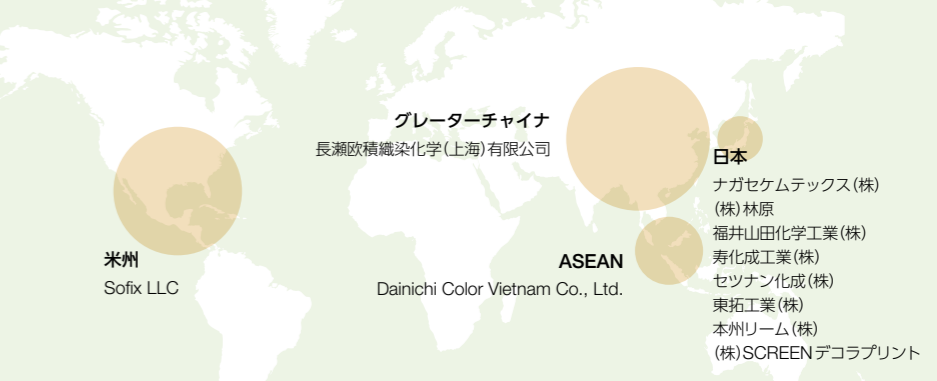 グレーターチャイナ
長瀬欧積織染化学(上海)有限公司
日本
ナガセケムテックス(株)
(株)林原
福井山田化学工業(株)
寿化成工業(株)
セツナン化成(株)
東拓工業(株)
本州リーム(株)
(株)SCREENデコラプリント
米州
Sofix LLC
ASEAN
Dainichi Color Vietnam Co., Ltd.